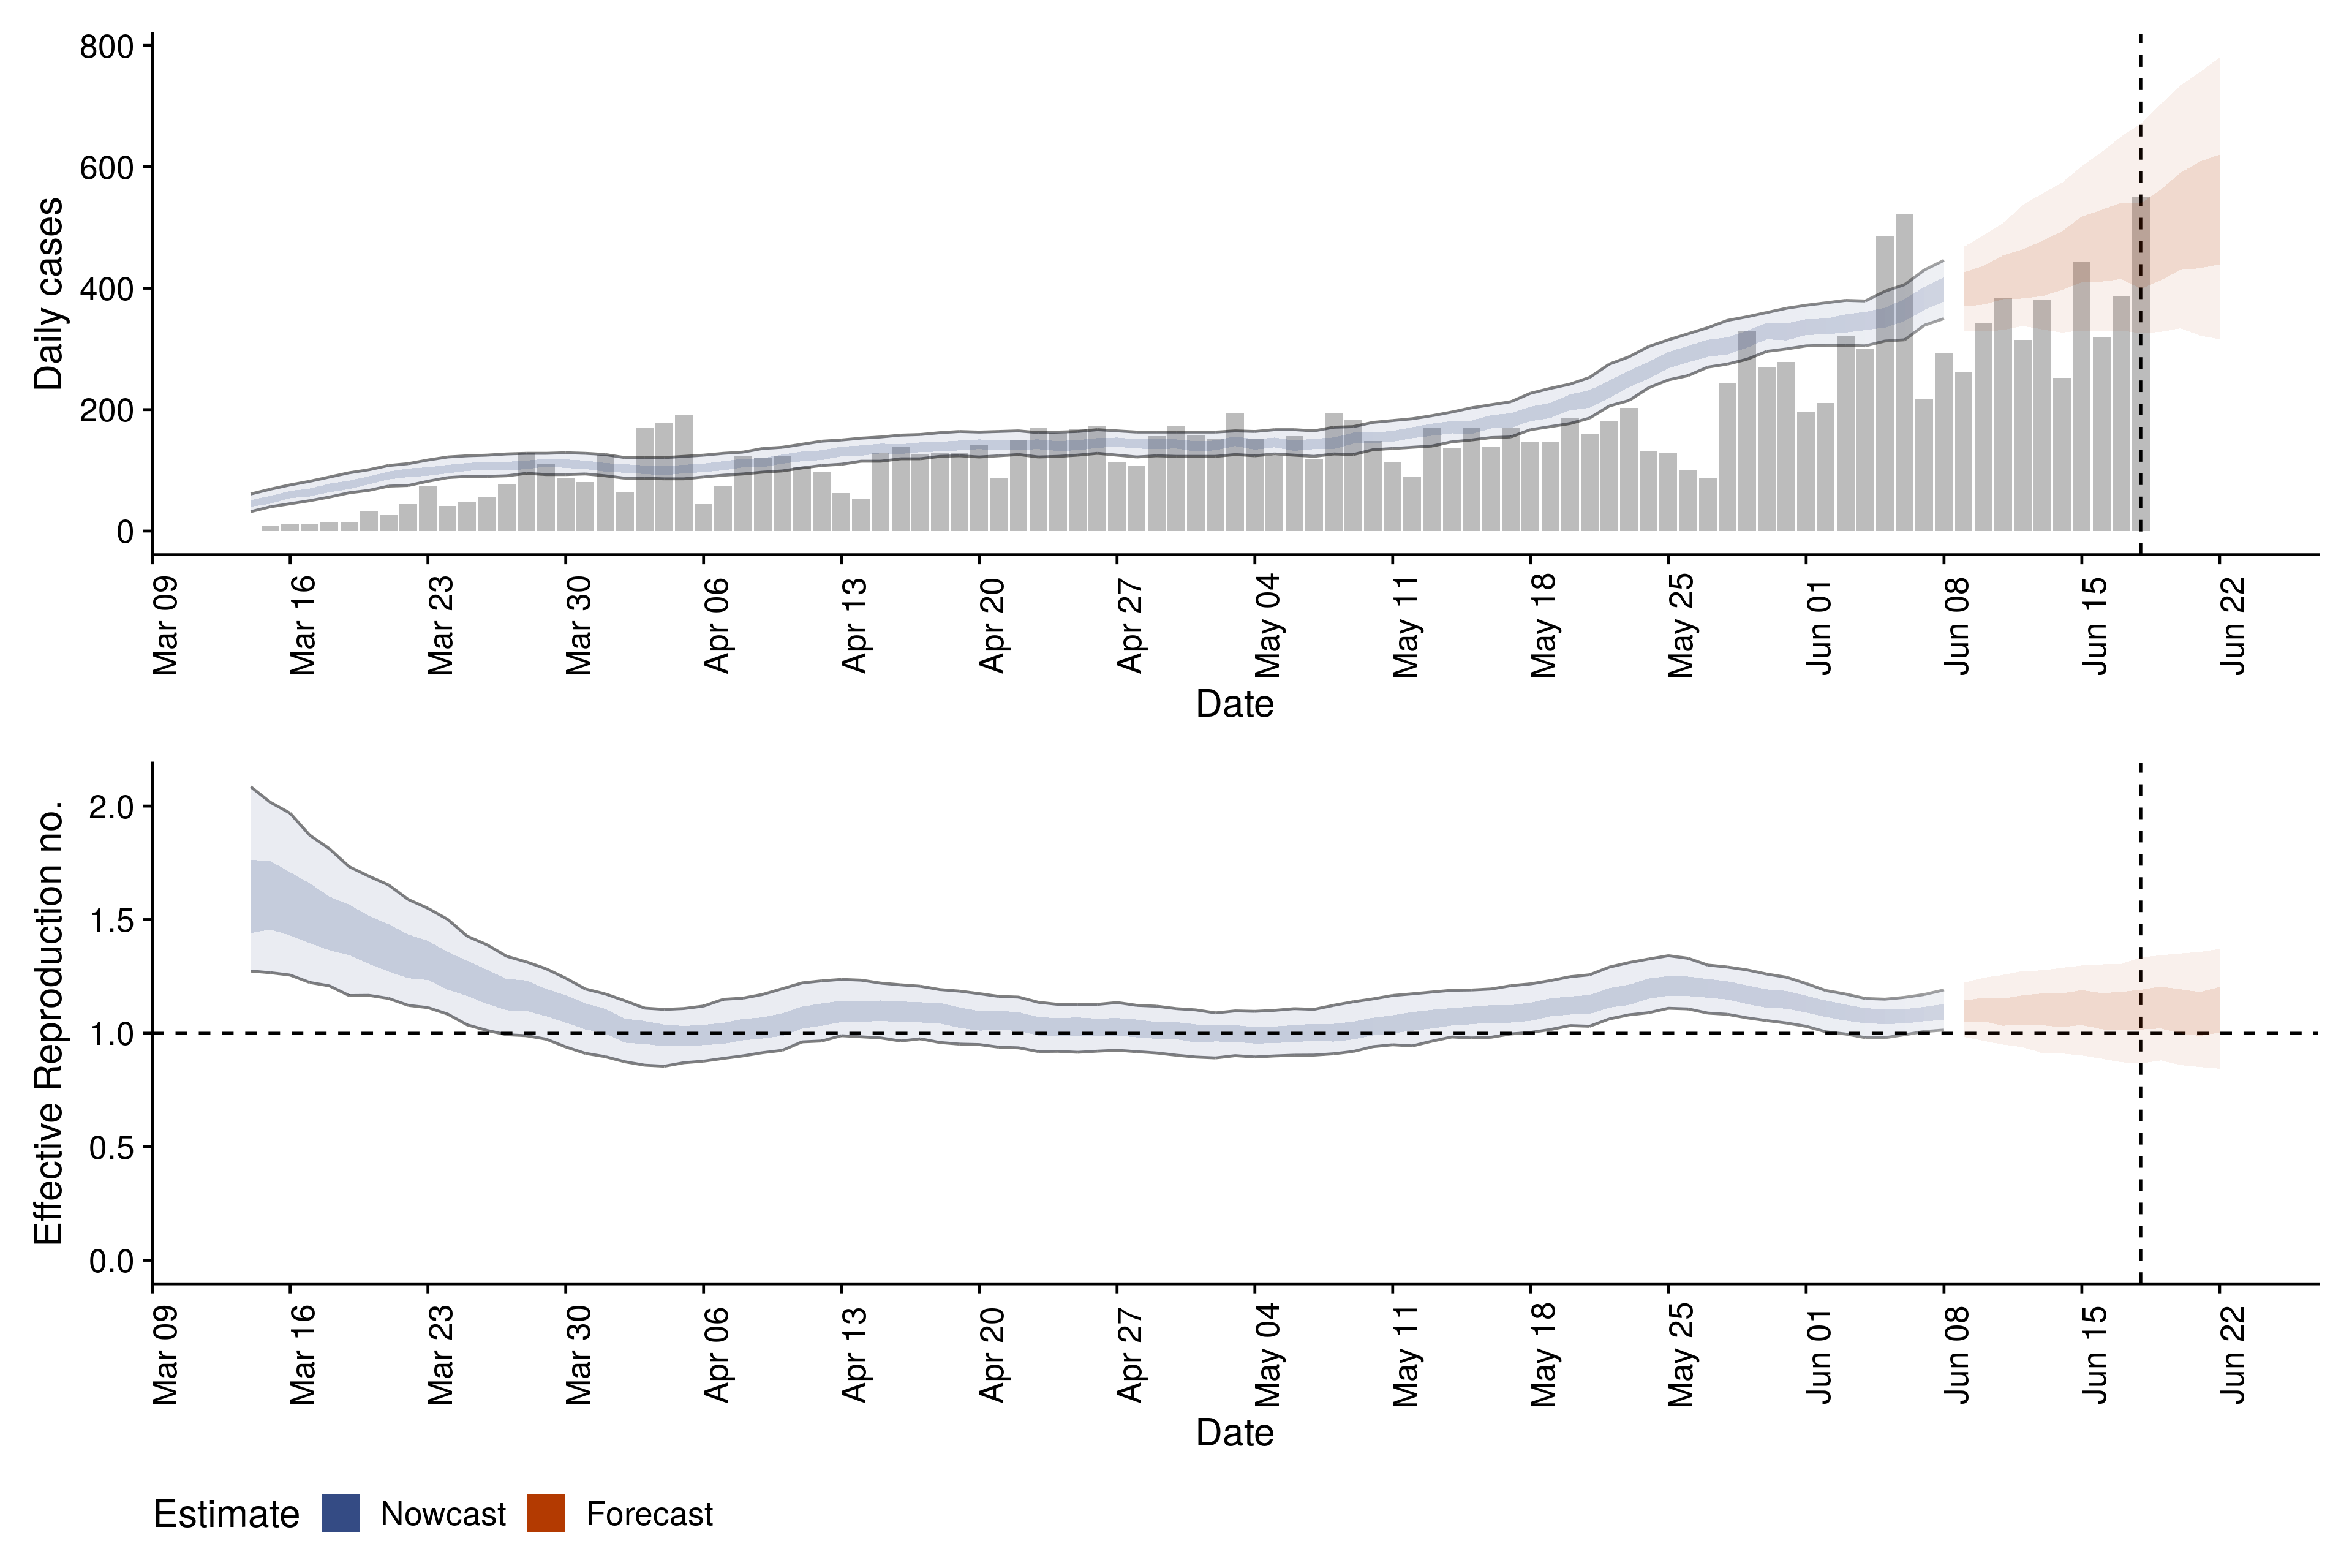 800
600
400
200
0
Daily cases
Mar 09
Mar 16
Mar 23
Mar 30
Apr 06
Apr 13
Apr 20
Apr 27
May 04
May 11
May 18
May 25
Jun 01
Jun 08
Jun 15
Jun 22
Date
2.0
1.5
1.0
0.5
0.0
Effective Reproduction no.
Mar 09
Mar 16
Mar 23
Mar 30
Apr 06
Apr 13
Apr 20
Apr 27
May 04
May 11
May 18
May 25
Jun 01
Jun 08
Jun 15
Jun 22
Date
Estimate Nowcast Forecast